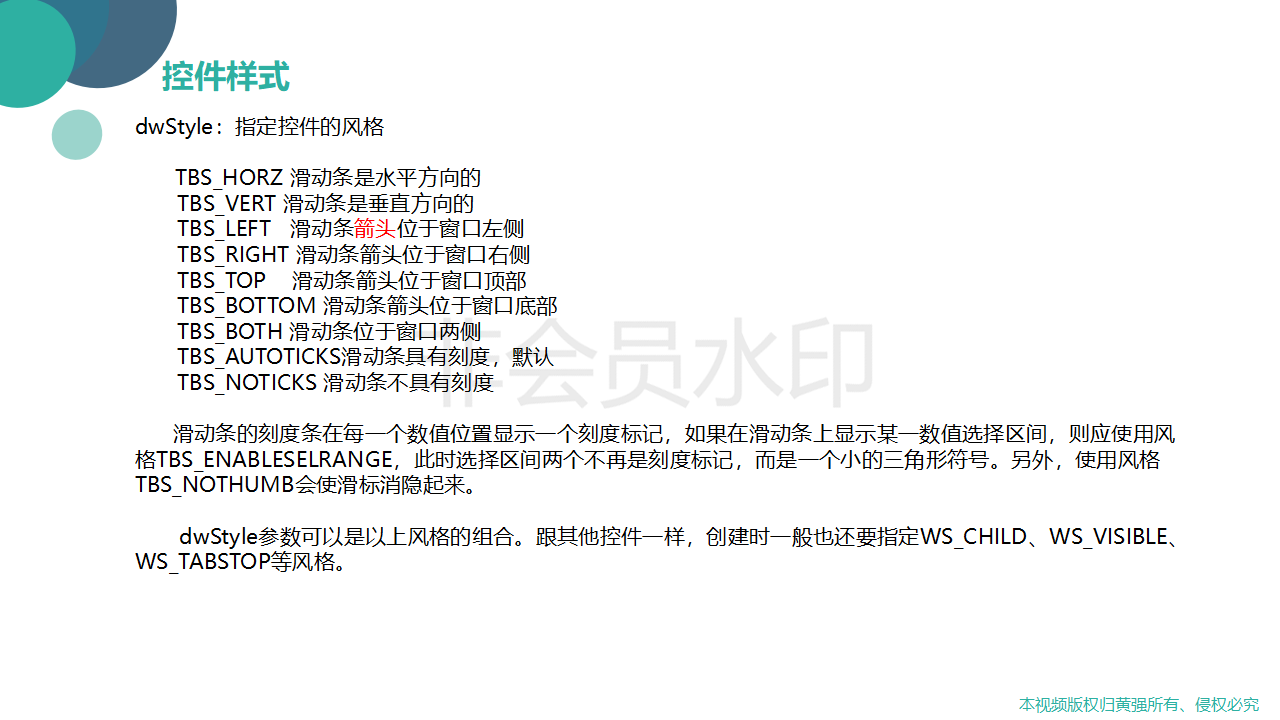 控件样式
dwStyle：指定控件的风格
TBS_HORZ 滑动条是水平方向的
TBS_VERT 滑动条是垂直方向的
TBS_LEFT 滑动条箭头位于窗口左侧
TBS_RIGHT 滑动条箭头位于窗口右侧
TBS_TOP 滑动条箭头位于窗口顶部
TBS_BOTTOM 滑动条箭头位于窗口底部
TBS_BOTH 滑动条位于窗口两侧
TBS_AUTOTICKS滑动条具有刻度，默认
TBS_NOTICKS 滑动条不具有刻度
非会员水印
滑动条的刻度条在每一个数值位置显示一个刻度标记，如果在滑动条上显示某一数值选择区间，则应使用风
格TBS_ENABLESELRANGE，此时选择区间两个不再是刻度标记，而是一个小的三角形符号。另外，使用风格
TBS_NOTHUMB会使滑标消隐起来。
dwStyle参数可以是以上风格的组合。跟其他控件一样，创建时一般也还要指定WS_CHILD、WS_VISIBLE、
WS_TABSTOP等风格。
本视频版权归黄强所有、侵权必究